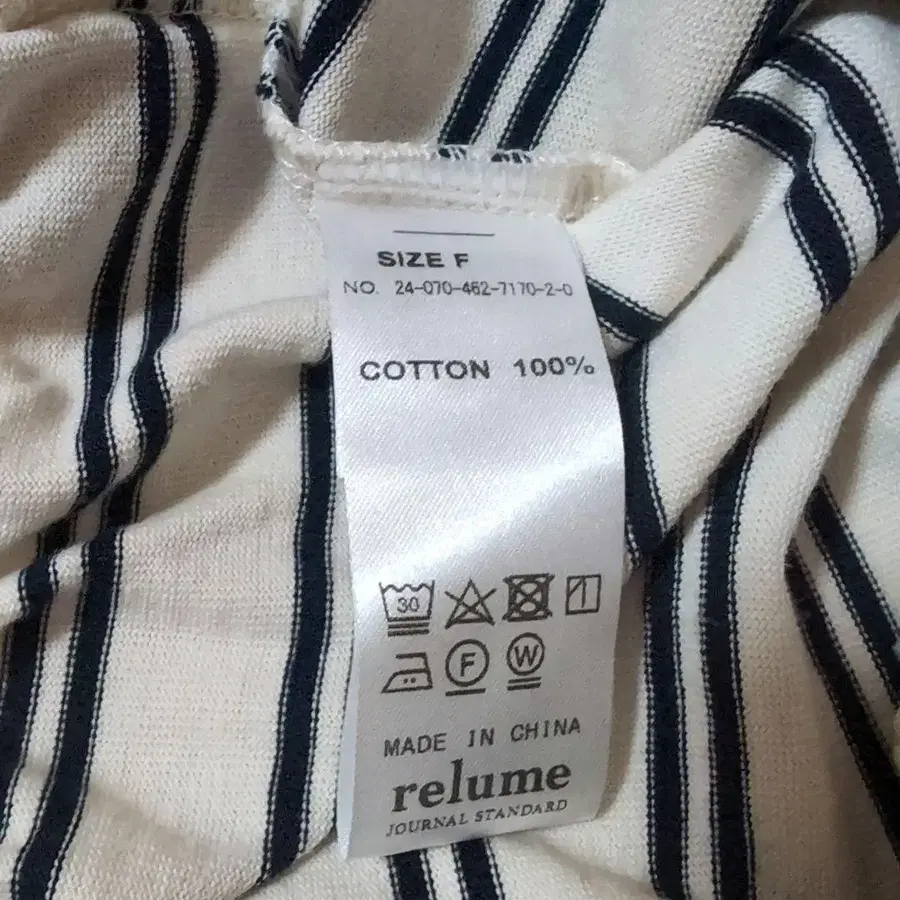 SIZE F
NO. 24-070-462-7170-2-0
COTTON 100%
30
F W
MADE IN CHINA
relume
JOURNAL STANDARD